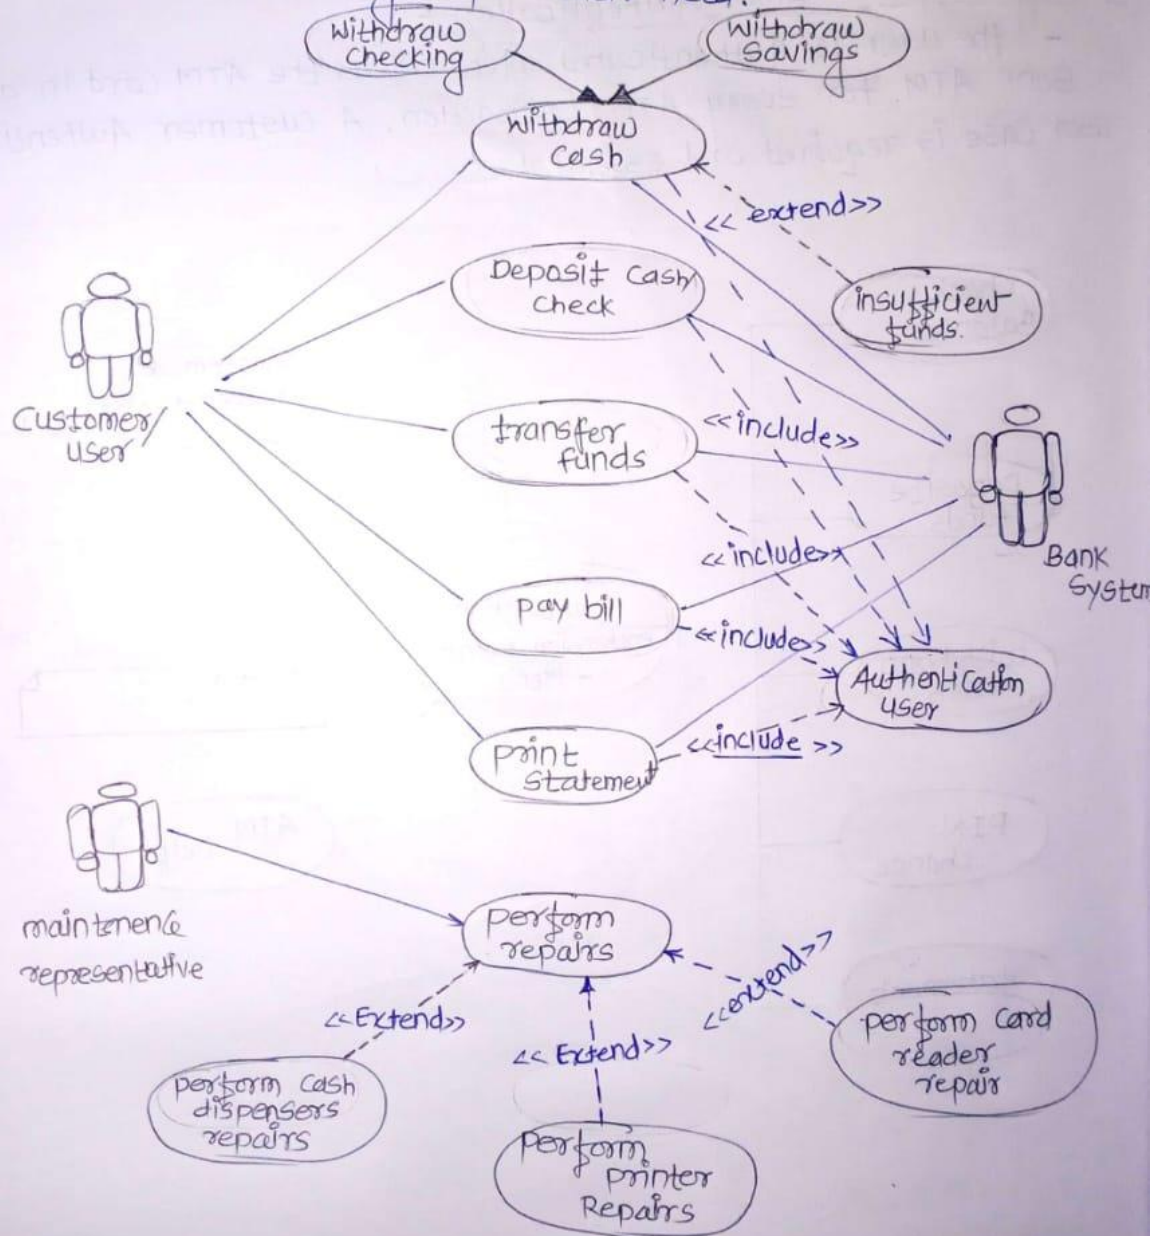 withdraw
checking
withdraw
savings
withdraw
cash
<< extend>>
Deposit cash
check
insufficient
funds.
Customer/
user
transfer
funds
<<include>>
<<include>>
Bank
System
pay bill
<<include>>
Authentication
user
print
Statement
<<include >>
maintenence
representative
perform
repairs
<<extend>>
<<Extend>>
<< Extend>>
perform card
reader
repair
perform cash
dispensers
repairs
perform
printer
Repairs